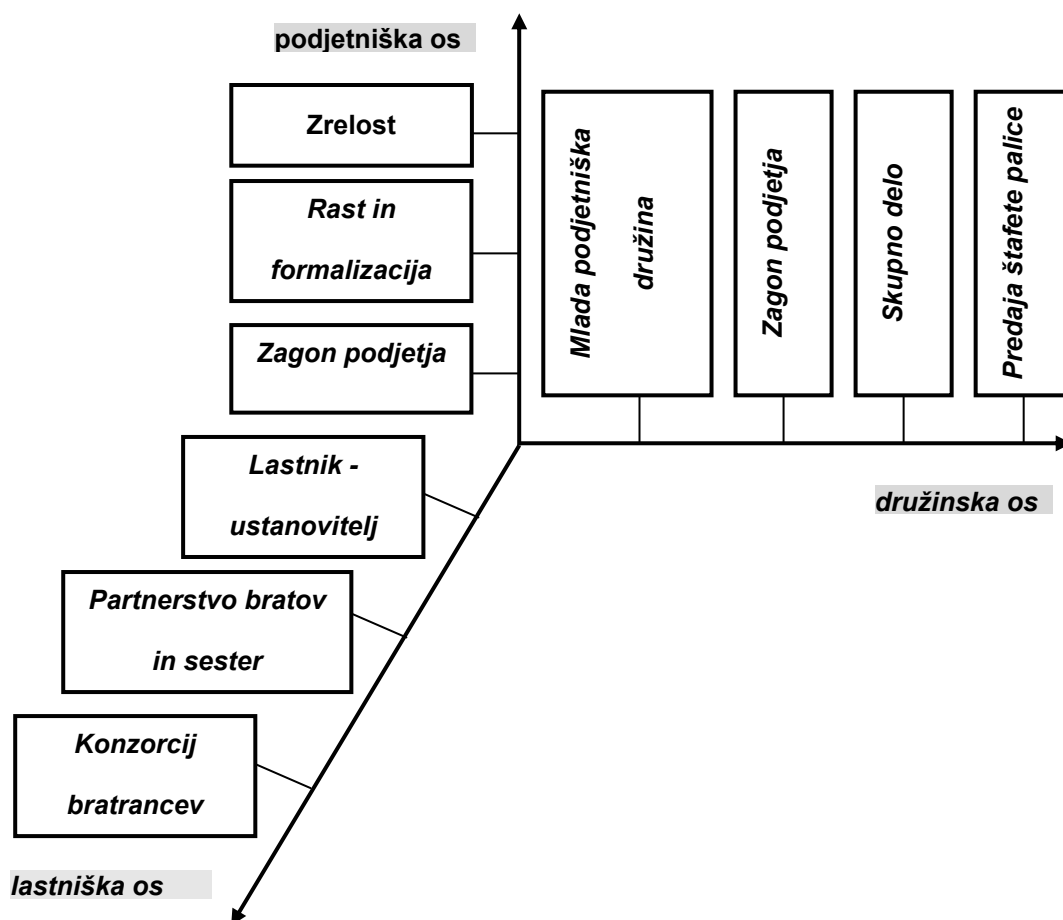 podjetniška os
Zrelost
Rast in
formalizacija
Zagon podjetja
Mlada podjetniška
družina
Zagon podjetja
Skupno delo
Predaja štafete palice
Lastnik -
ustanovitelj
družinska os
Partnerstvo bratov
in sester
Konzorcij
bratrancev
lastniška os